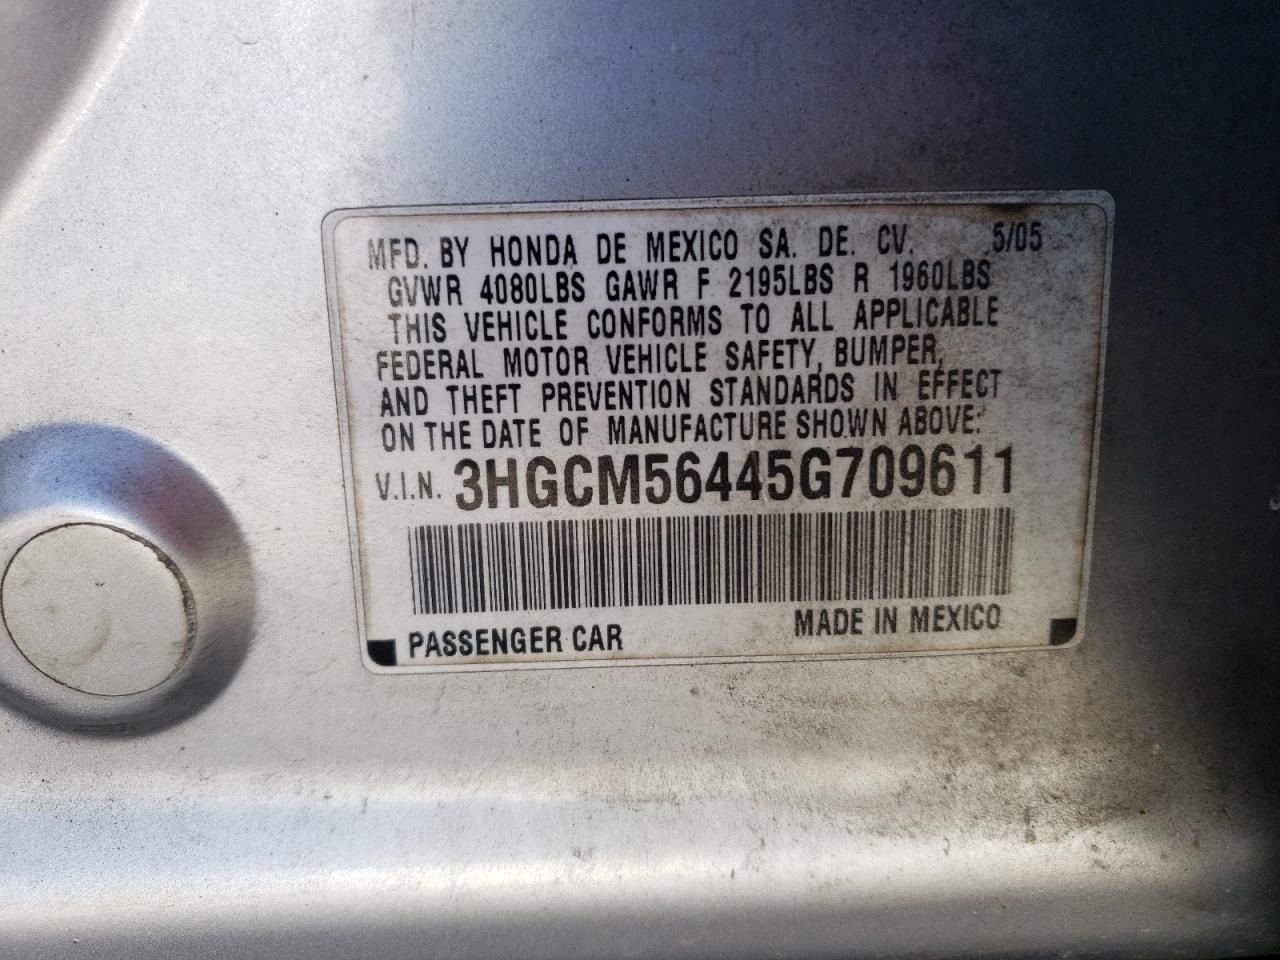 MFD. BY HONDA DE MEXICO SA. DE. CV. 5/05
GVWR 4080LBS GAWR F 2195LBS R 1960LBS
THIS VEHICLE CONFORMS TO ALL APPLICABLE
FEDERAL MOTOR VEHICLE SAFETY, BUMPER,
AND THEFT PREVENTION STANDARDS IN EFFECT
ON THE DATE OF MANUFACTURE SHOWN ABOVE.
V.I.N. 3HGCM56445G709611
PASSENGER CAR MADE IN MEXICO